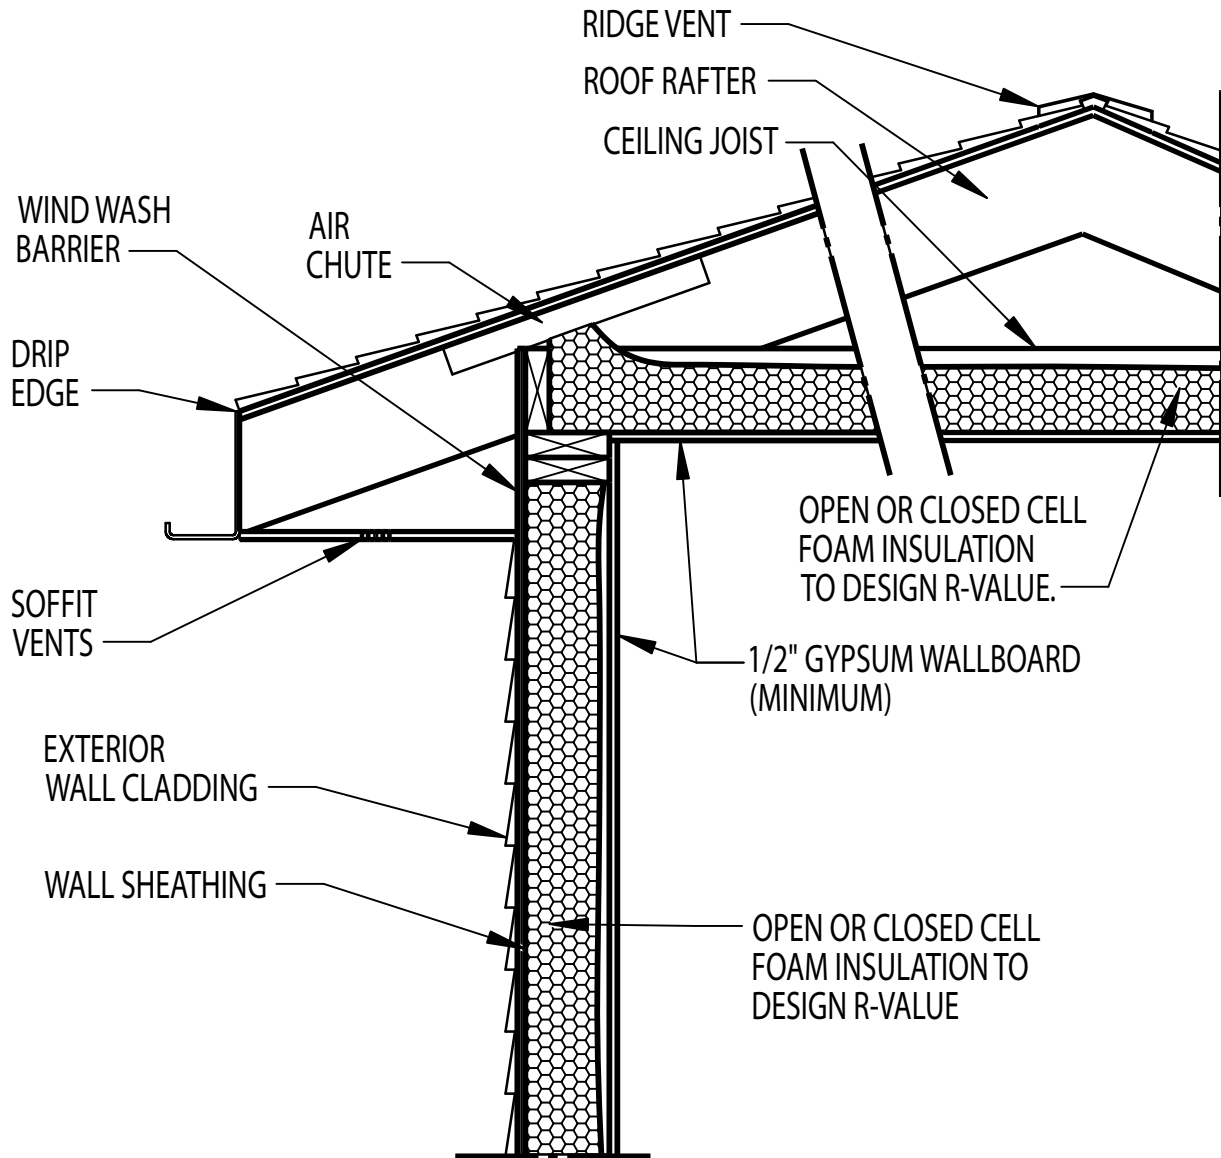 RIDGE VENT
ROOF RAFTER
CEILING JOIST
WIND WASH
BARRIER
AIR
CHUTE
DRIP
EDGE
OPEN OR CLOSED CELL
FOAM INSULATION
TO DESIGN R-VALUE.
SOFFIT
VENTS
1/2" GYPSUM WALLBOARD
(MINIMUM)
EXTERIOR
WALL CLADDING
WALL SHEATHING
OPEN OR CLOSED CELL
FOAM INSULATION TO
DESIGN R-VALUE